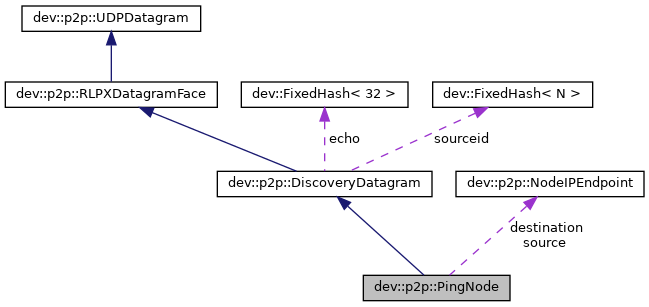 dev::p2p::UDPDatagram
dev::p2p::RLPXDatagramFace
dev::FixedHash< 32 >
dev::FixedHash< N >
echo
sourceid
dev::p2p::DiscoveryDatagram
dev::p2p::NodeIPEndpoint
destination
source
dev::p2p::PingNode